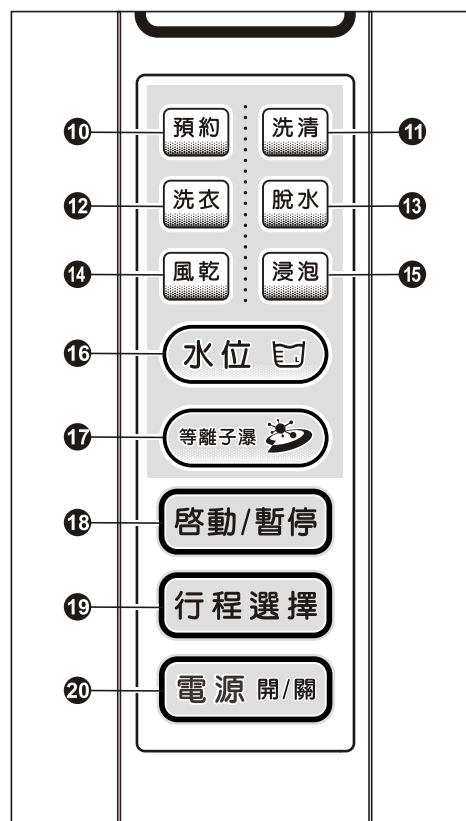 10 預約 洗清 11
12 洗衣 脫水 13
14 風乾 浸泡 15
16 水位
17 等離子瀑
18 啓動/暫停
19 行程選擇
20 電源 開/關